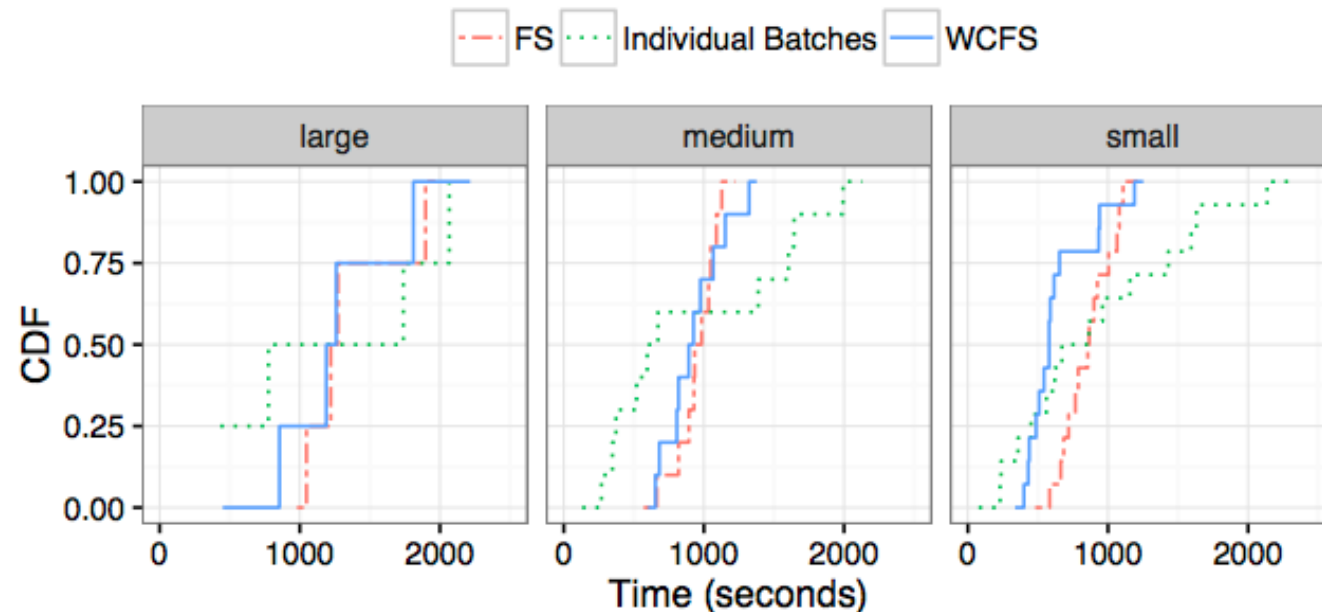 FS Individual Batches WCFS
large medium small
1.00
0.75
0.50
0.25
0.00
CDF
0 1000 2000 0 1000 2000 0 1000 2000
Time (seconds)